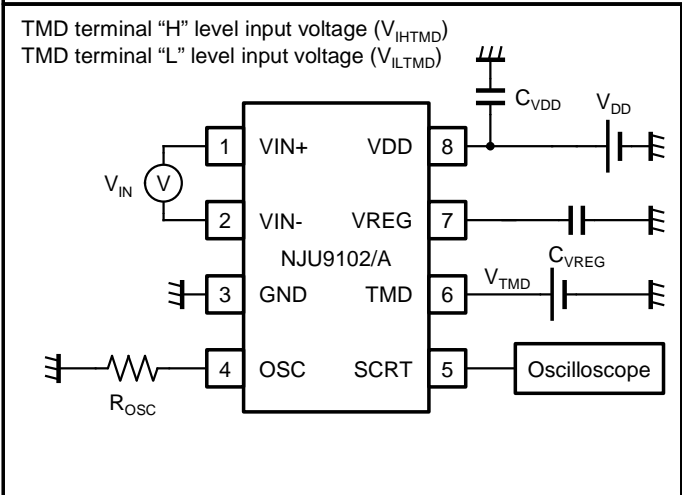 TMD terminal “H” level input voltage (VIHTMD)
TMD terminal “L” level input voltage (VILTMD)
CVDD
VDD
1 VIN+ VDD 8
VIN V
2 VIN- VREG 7
NJU9102/A
CVREG
3 GND TMD 6 VTMD
4 OSC SCRT 5 Oscilloscope
ROSC